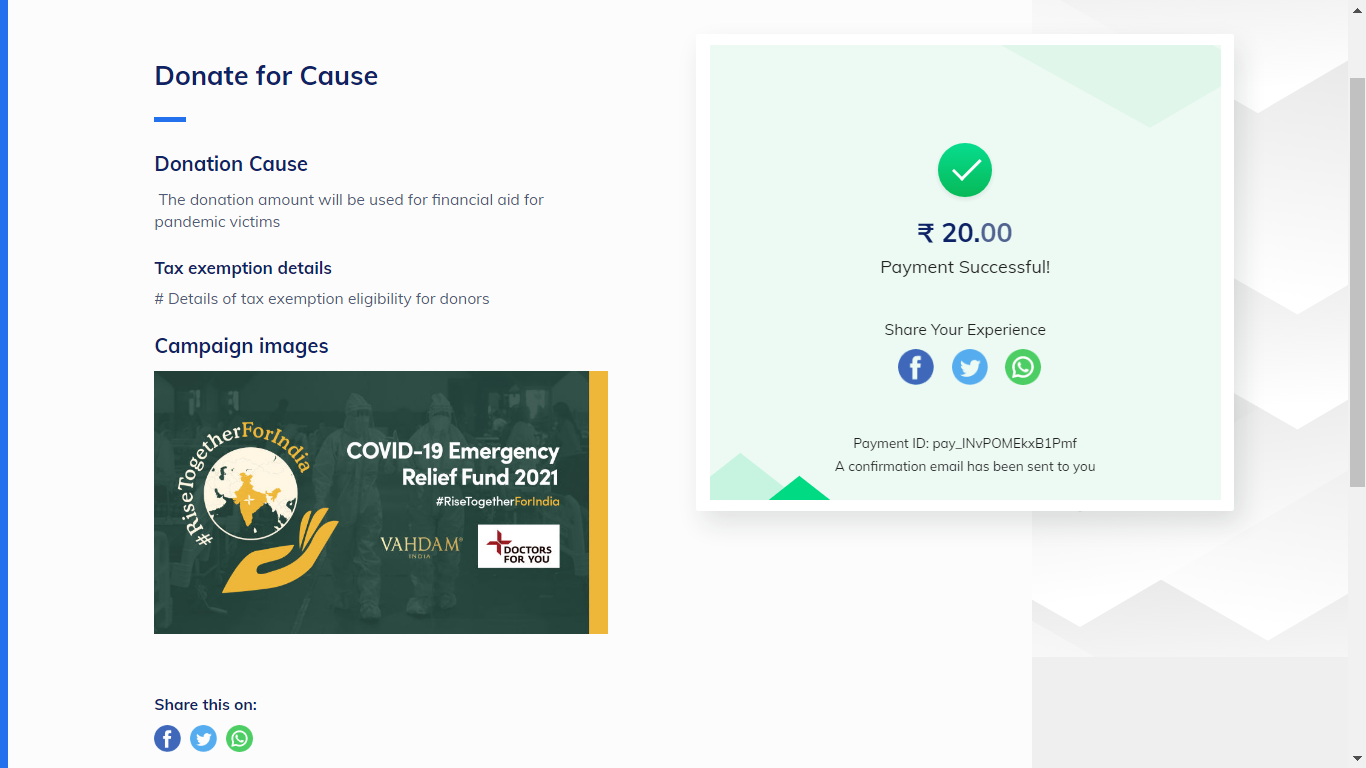 Donate for Cause
Donation Cause
The donation amount will be used for financial aid for
pandemic victims
Tax exemption details
# Details of tax exemption eligibility for donors
Campaign images
#RiseTogetherForIndia
COVID-19 Emergency
Relief Fund 2021
#RiseTogetherForIndia
VAHDAM®
INDIA
DOCTORS
FOR YOU
Share this on:
₹ 20.00
Payment Successful!
Share Your Experience
Payment ID: pay_INvPOMEkxB1Pmf
A confirmation email has been sent to you